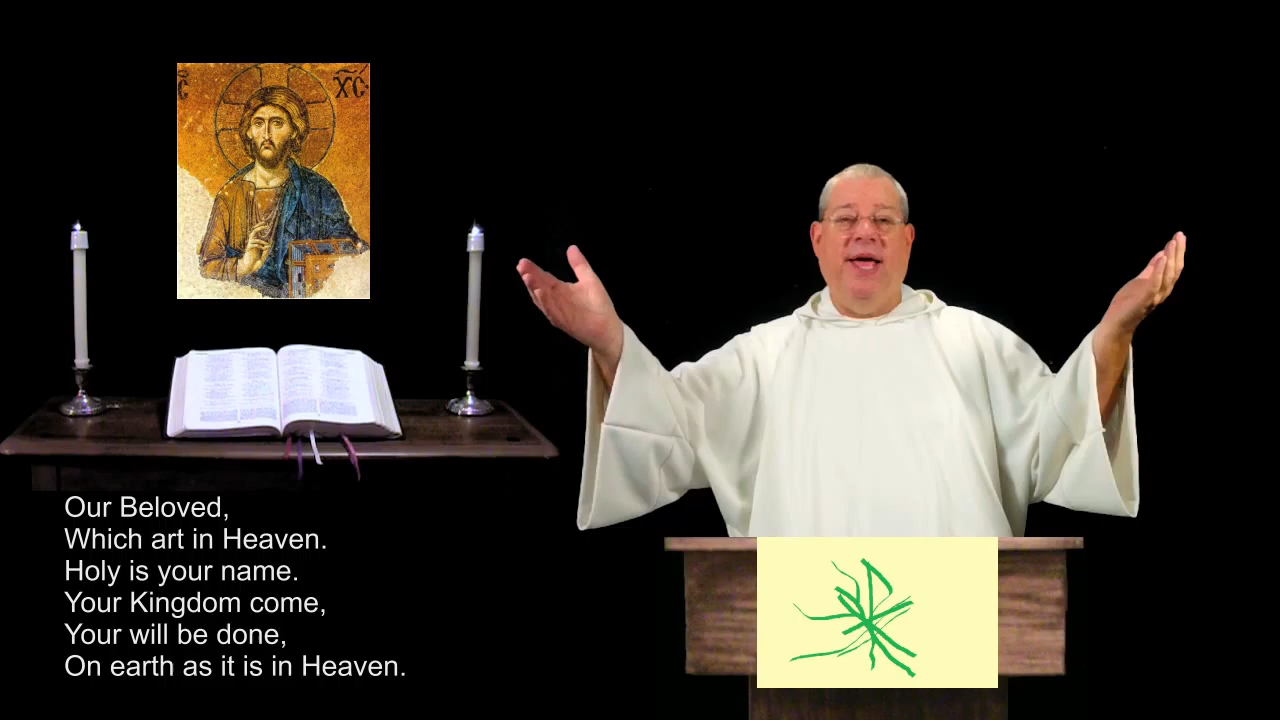 XC
Our Beloved,
Which art in Heaven.
Holy is your name.
Your Kingdom come,
Your will be done,
On earth as it is in Heaven.